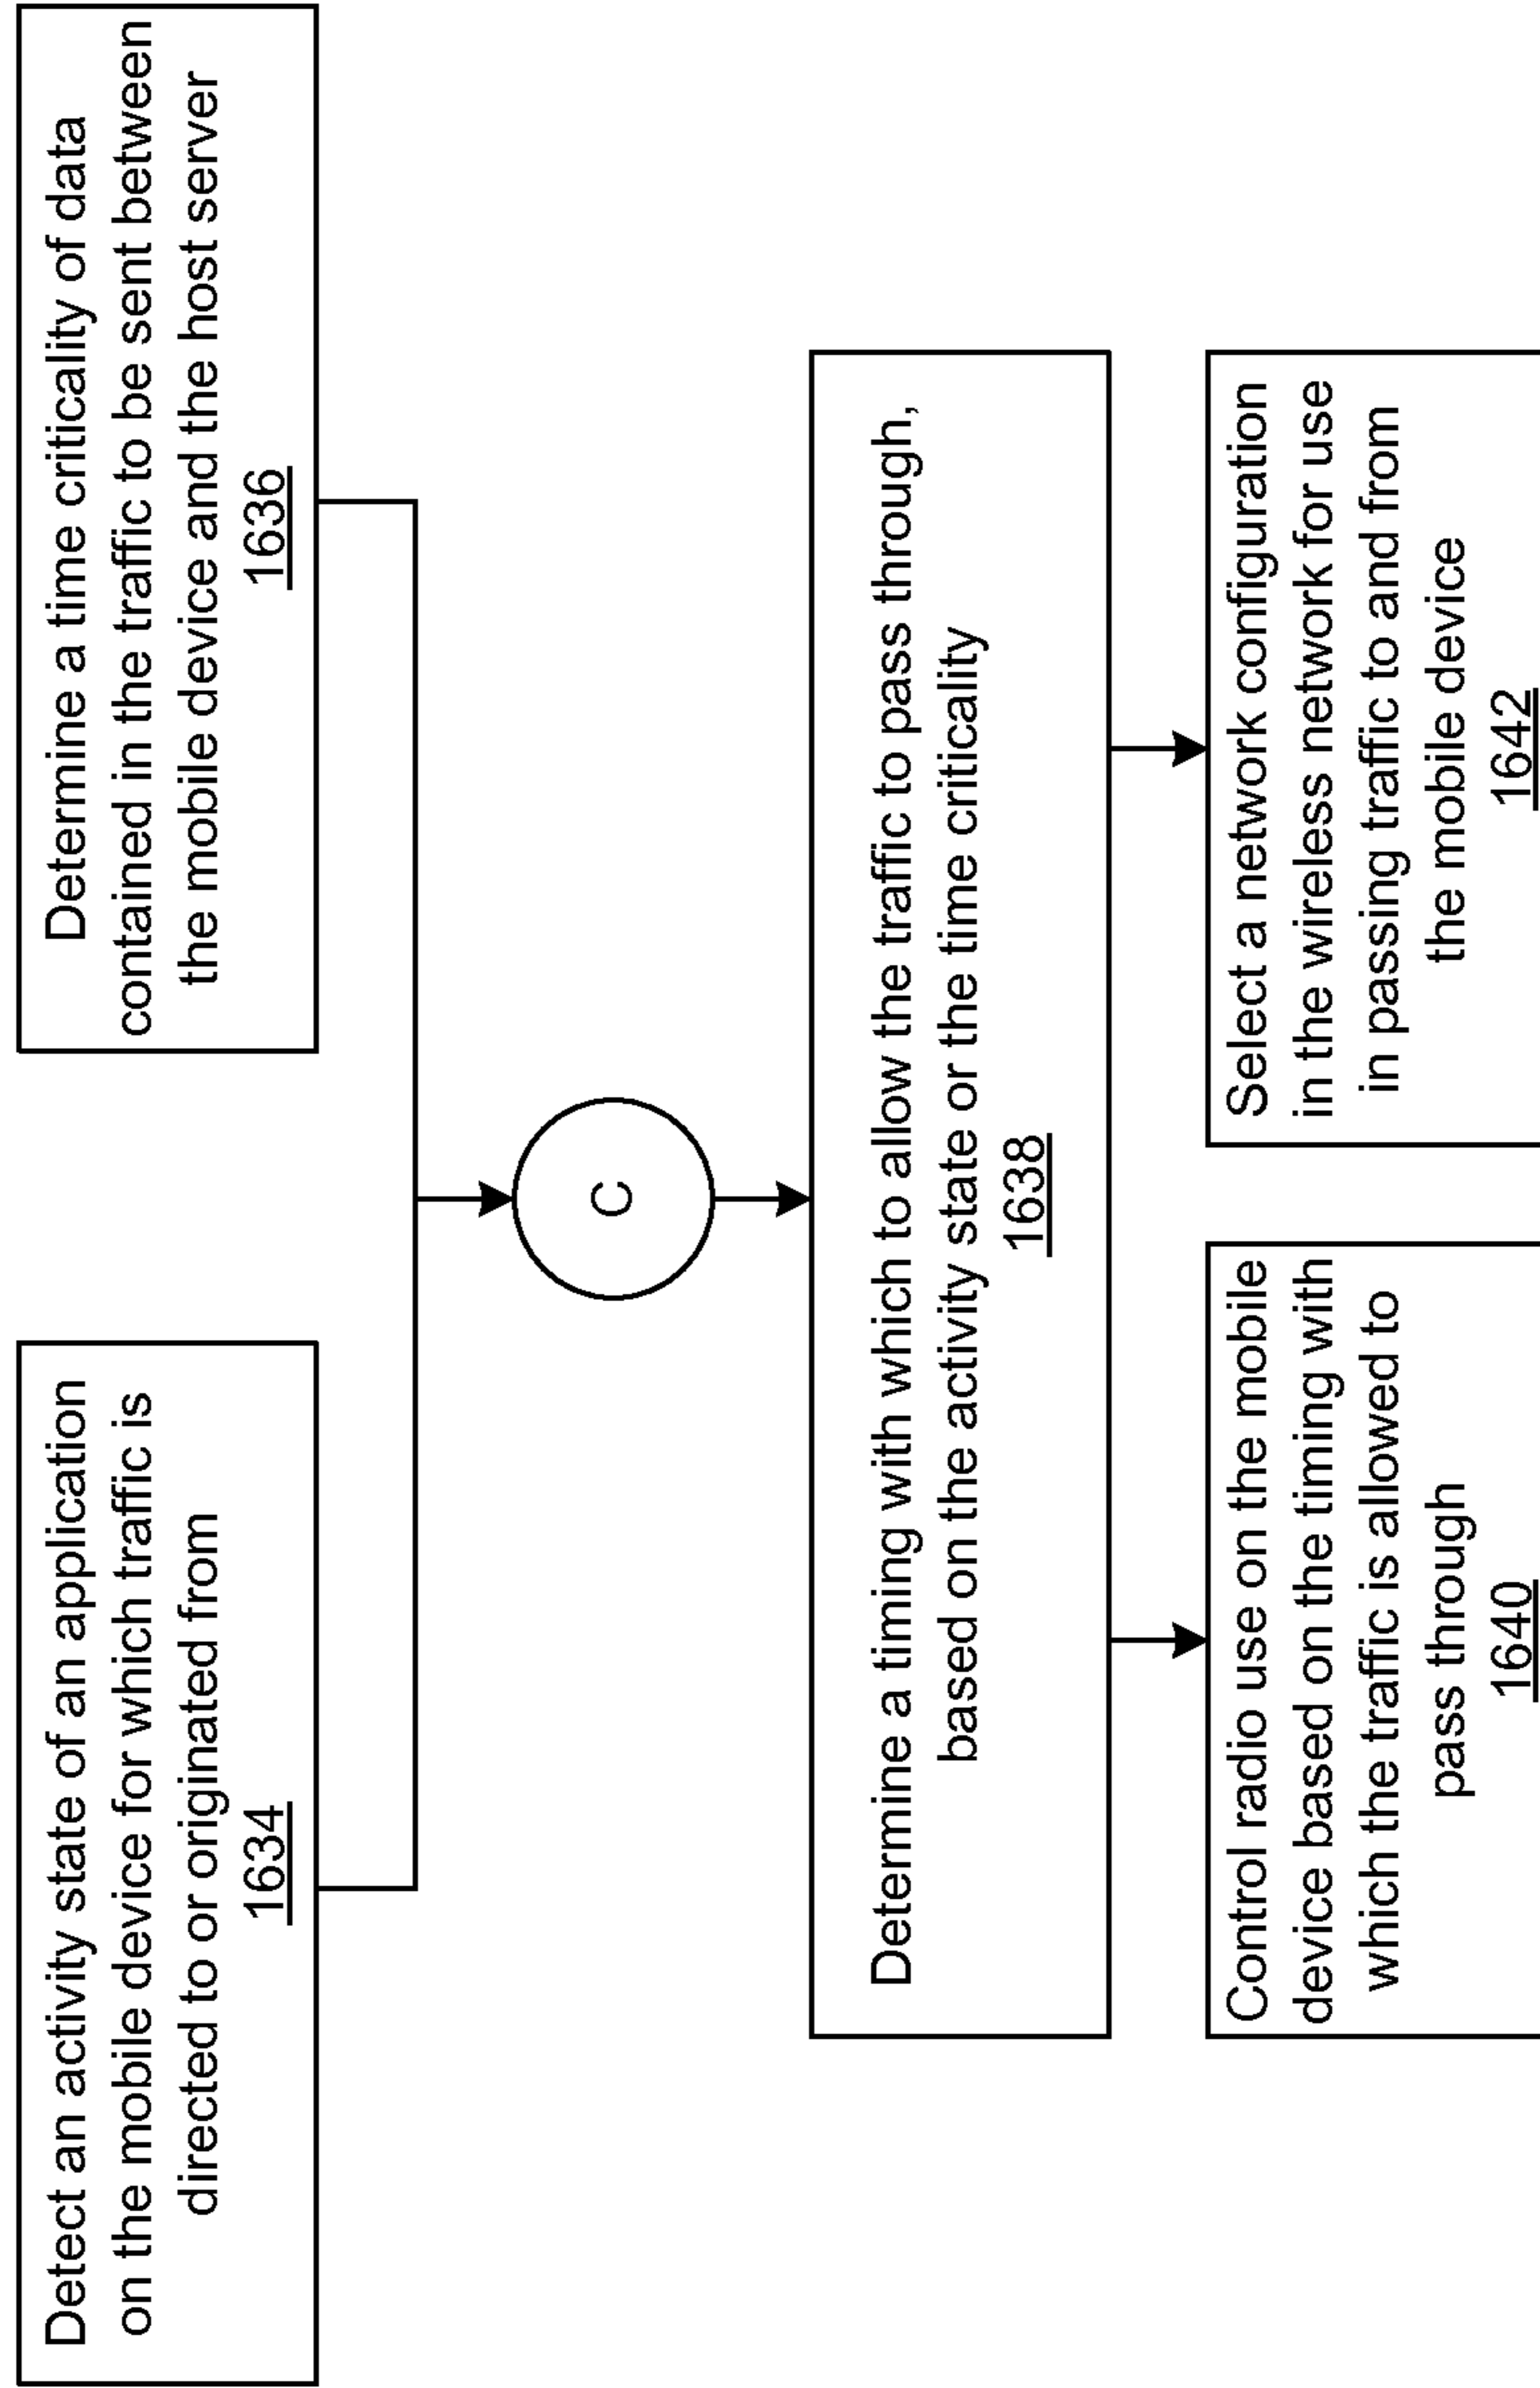 Detect an activity state of an application
on the mobile device for which traffic is
directed to or originated from
1634
Determine a time criticality of data
contained in the traffic to be sent between
the mobile device and the host server
1636
C
Determine a timing with which to allow the traffic to pass through,
based on the activity state or the time criticality
1638
Control radio use on the mobile
device based on the timing with
which the traffic is allowed to
pass through
1640
Select a network configuration
in the wireless network for use
in passing traffic to and from
the mobile device
1642